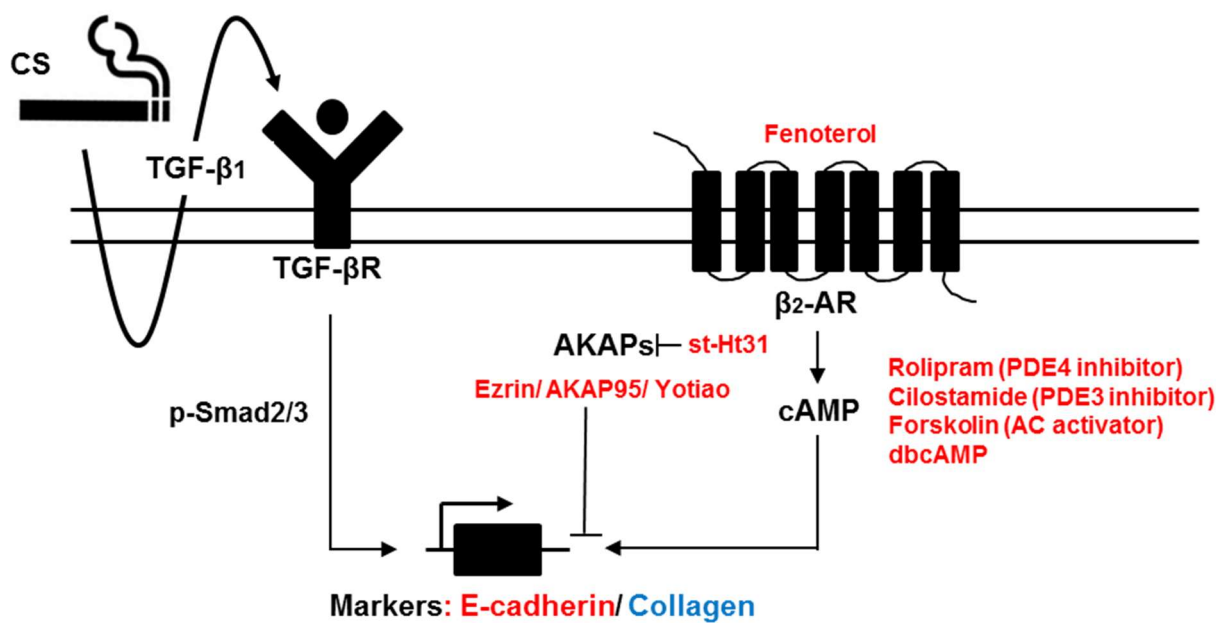 CS
TGF-β1
Fenoterol
TGF-βR
β2-AR
AKAPs
st-Ht31
Ezrin/ AKAP95/ Yotiao
Rolipram (PDE4 inhibitor)
Cilostamide (PDE3 inhibitor)
Forskolin (AC activator)
dbcAMP
cAMP
p-Smad2/3
Markers: E-cadherin/ Collagen